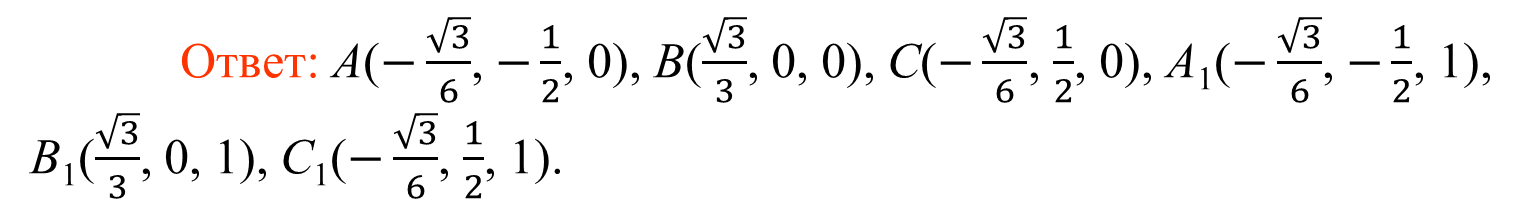 Ответ: A(−√3/6, −1/2, 0), B(√3/3, 0, 0), C(−√3/6, 1/2, 0), A₁(−√3/6, −1/2, 1),
B₁(√3/3, 0, 1), C₁(−√3/6, 1/2, 1).